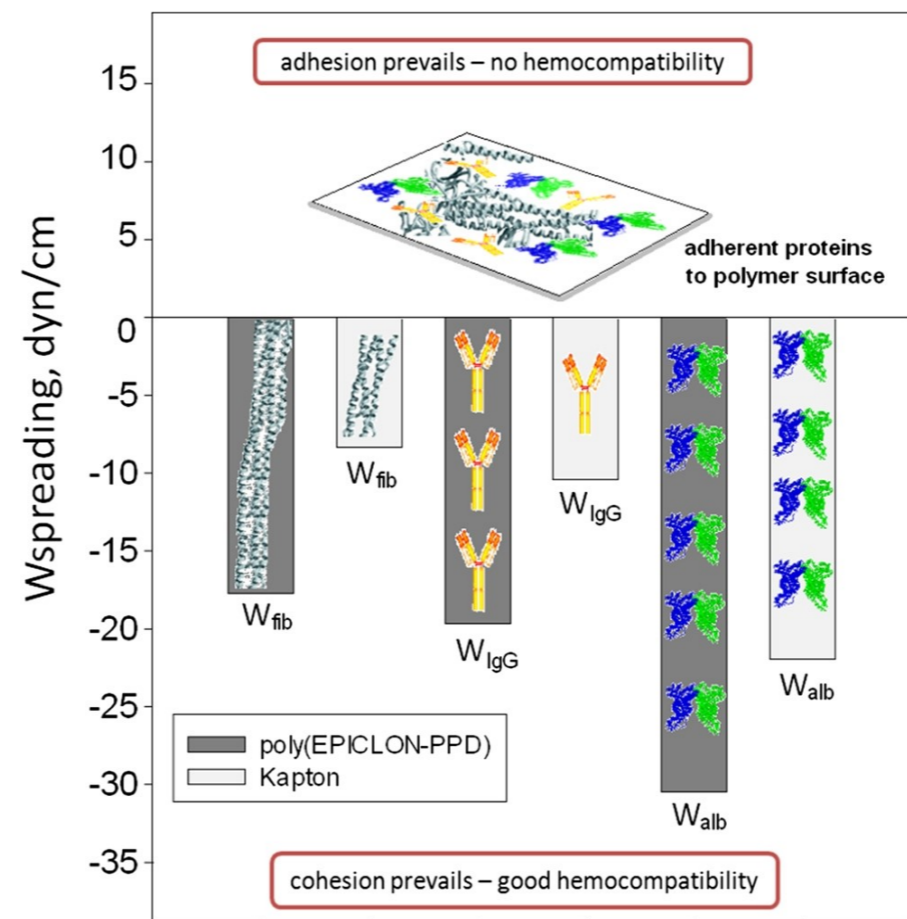 adhesion prevails – no hemocompatibility
15
10
5
0
-5
-10
-15
-20
-25
-30
-35
Wspreading, dyn/cm
adherent proteins
to polymer surface
Wfib
Wfib
WIgG
WIgG
Walb
Walb
poly(EPICLON-PPD)
Kapton
cohesion prevails – good hemocompatibility